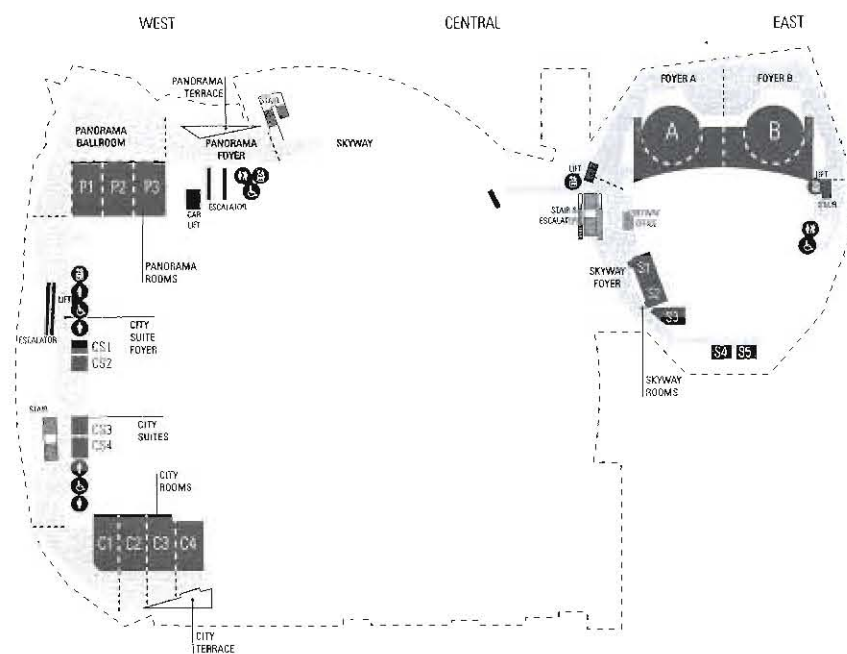 WEST
CENTRAL
EAST
PANORAMA
TERRACE
STAIR
FOYER A
FOYER B
PANORAMA
BALLROOM
PANORAMA
FOYER
SKYWAY
A
B
P1
P2
P3
CAR
LIFT
ESCALATOR
LIFT
STAIR &
ESCALATOR
SKYWAY
OFFICE
LIFT
STAIR
PANORAMA
ROOMS
SKYWAY
FOYER
S1
S2
S3
S4
S5
SKYWAY
ROOMS
LIFT
ESCALATOR
CITY
SUITE
FOYER
CS1
CS2
STAIR
CS3
CS4
CITY
SUITES
CITY
ROOMS
C1
C2
C3
C4
CITY
TERRACE